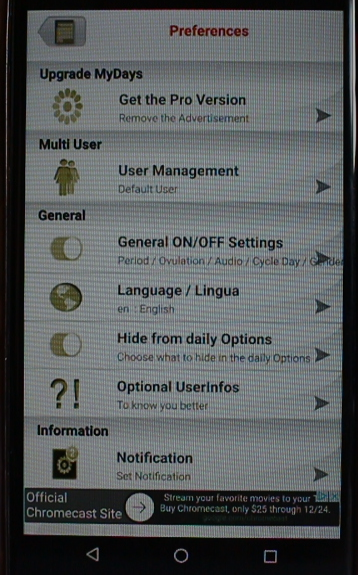 Preferences
Upgrade MyDays
Get the Pro Version
Remove the Advertisement
Multi User
User Management
Default User
General
General ON/OFF Settings
Period / Ovulation / Audio / Cycle Day /
Language / Lingua
en : English
Hide from daily Options
Choose what to hide in the daily Options
?!
Optional UserInfos
To know you better
Information
Notification
Set Notification
Official
Chromecast Site
Stream your favorite movies to your
Buy Chromecast, only $25 through 12/24.